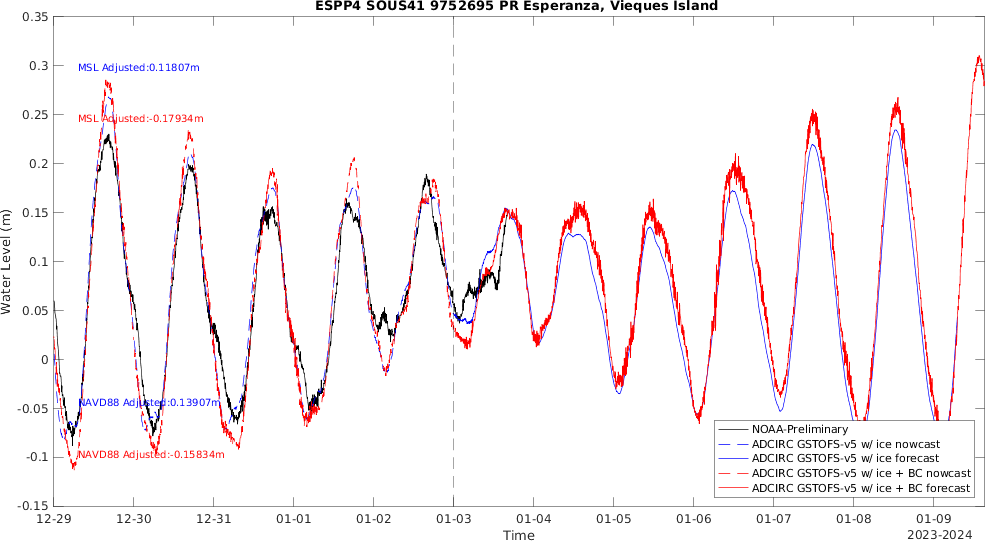 ESPP4 SOUS41 9752695 PR Esperanza, Vieques Island
0.35
0.3
0.25
0.2
0.15
0.1
0.05
0
-0.05
-0.1
-0.15
Water Level (m)
MSL Adjusted:0.11807m
MSL Adjusted:-0.17934m
NAVD88 Adjusted:0.13907m
NAVD88 Adjusted:-0.15834m
NOAA-Preliminary
ADCIRC GSTOFS-v5 w/ ice nowcast
ADCIRC GSTOFS-v5 w/ ice forecast
ADCIRC GSTOFS-v5 w/ ice + BC nowcast
ADCIRC GSTOFS-v5 w/ ice + BC forecast
12-29 12-30 12-31 01-01 01-02 01-03 01-04 01-05 01-06 01-07 01-08 01-09
Time
2023-2024